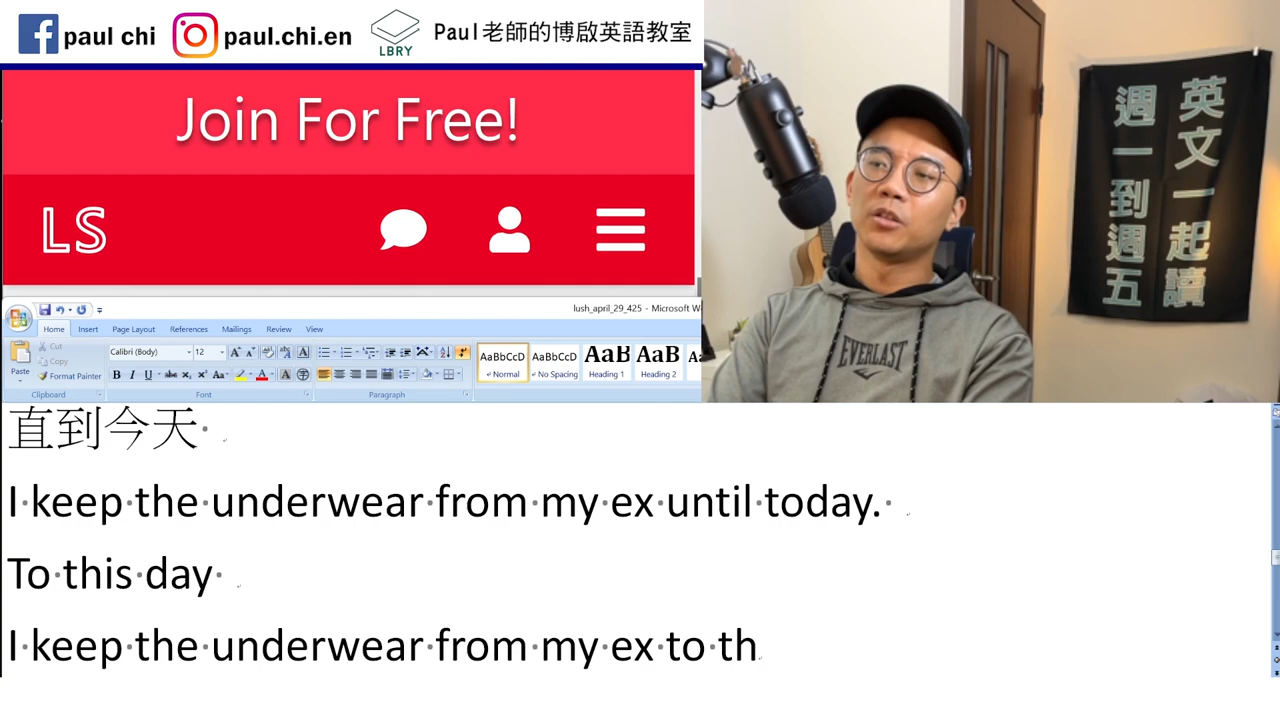 paul chi
paul.chi.en
LBRY
Paul老師的博啟英語教室
Join For Free!
LS
lush_april_29_425 - Microsoft W
Home Insert Page Layout References Mailings Review View
Paste
Cut
Copy
Format Painter
Clipboard
Calibri (Body) 12
Font
Paragraph
AaBbCcD AaBbCcD AaB AaB
Normal No Spacing Heading 1 Heading 2
英文一起讀
週一到週五
EVERLAST
直到今天
I keep the underwear from my ex until today.
To this day
I keep the underwear from my ex to th